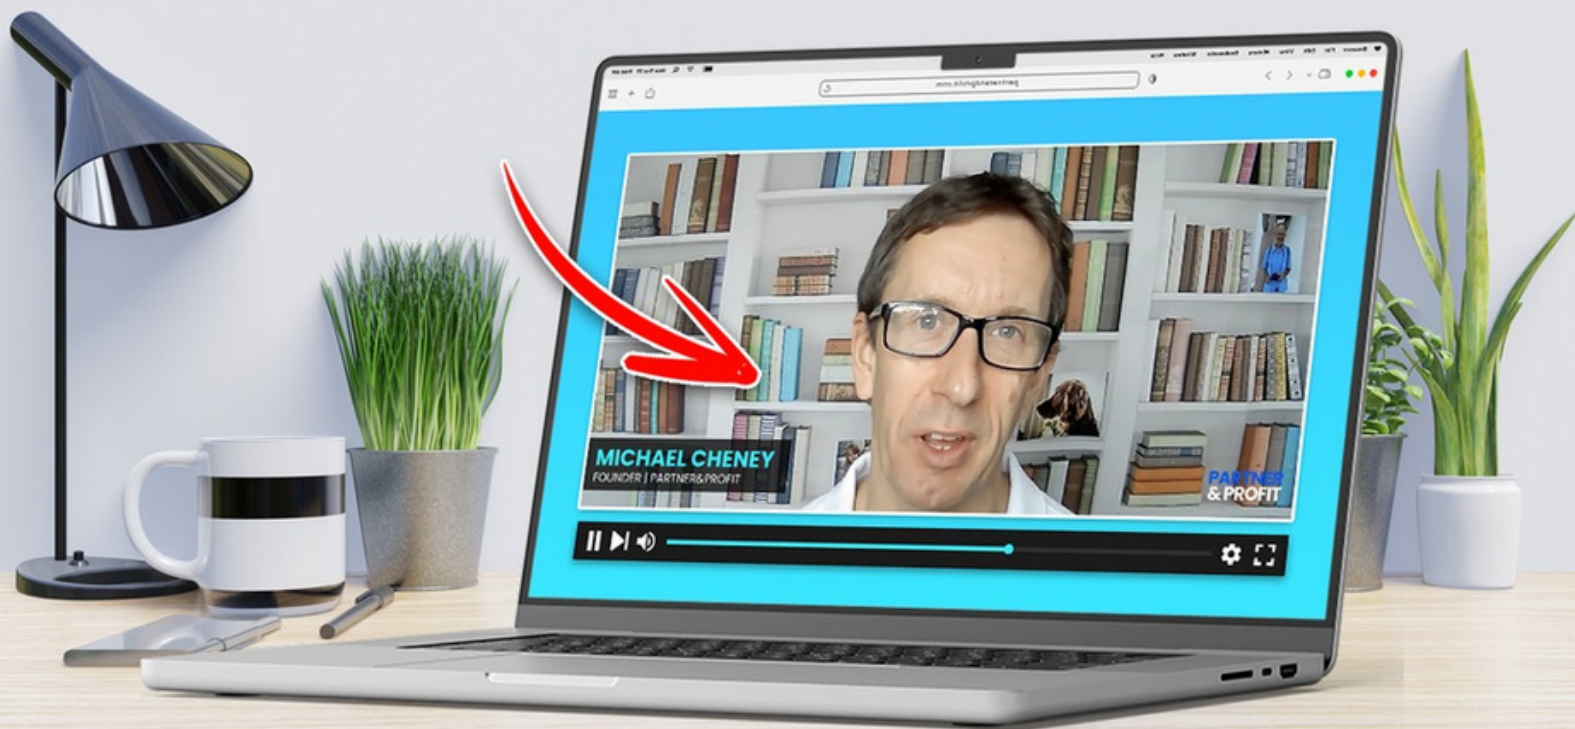 MICHAEL CHENEY
FOUNDER | PARTNER&PROFIT
PARTNER
& PROFIT